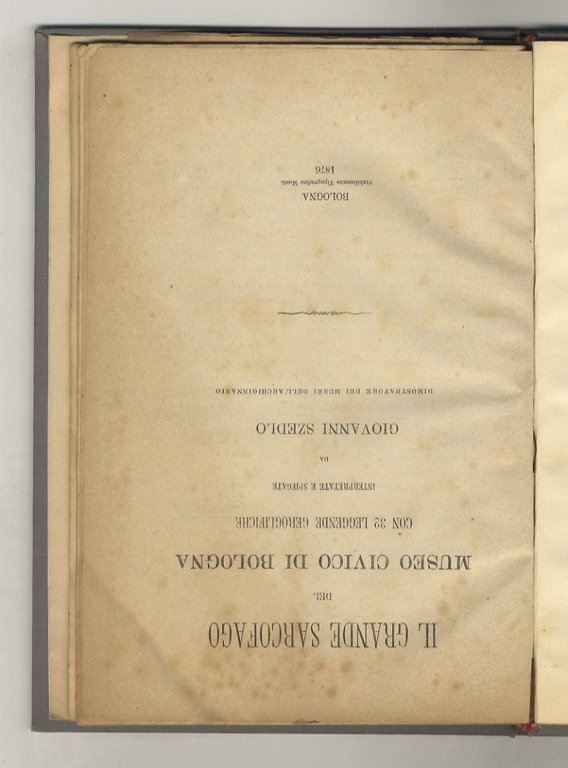 IL GRANDE SARCOFAGO
DEL
MUSEO CIVICO DI BOLOGNA
CON 32 LEGGENDE GEROGLIFICHE
INTERPRETATE E SPIEGATE
DA
GIOVANNI SZEDLO
DIMOSTRATORE DEI MUSEI DELL'ARCHIGINNASIO
BOLOGNA
Stabilimento Tipografico Monti
1876